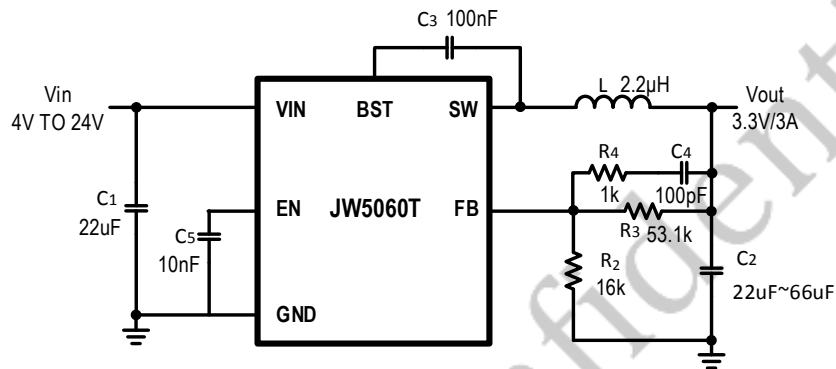 C3 100nF
Vin
4V TO 24V
VIN
BST
SW
L 2.2µH
Vout
3.3V/3A
R4
1k
C4
100pF
C1
22uF
EN
JW5060T
FB
C5
10nF
R3 53.1k
R2
16k
C2
22uF~66uF
GND
fident